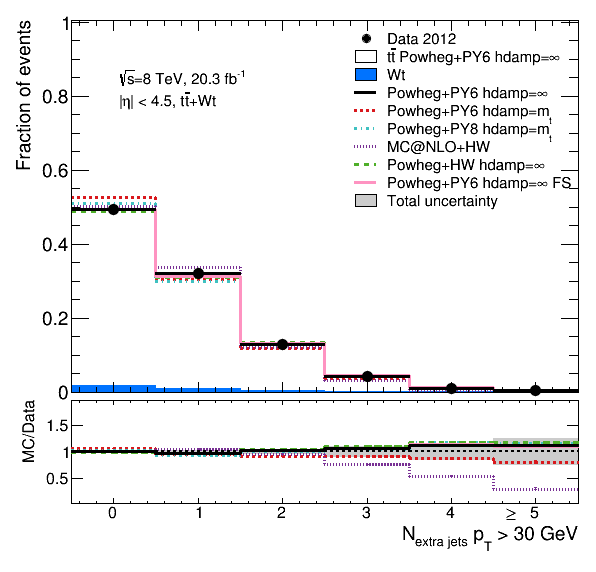 Fraction of events
1
0.8
0.6
0.4
0.2
0
√s=8 TeV, 20.3 fb⁻¹
|η| < 4.5, tt̄+Wt
Data 2012
tt̄ Powheg+PY6 hdamp=∞
Wt
Powheg+PY6 hdamp=∞
Powheg+PY6 hdamp=mₜ
Powheg+PY8 hdamp=mₜ
MC@NLO+HW
Powheg+HW hdamp=∞
Powheg+PY6 hdamp=∞ FS
Total uncertainty
MC/Data
1.5
1
0.5
0 1 2 3 4 ≥ 5
N extra jets p_T > 30 GeV